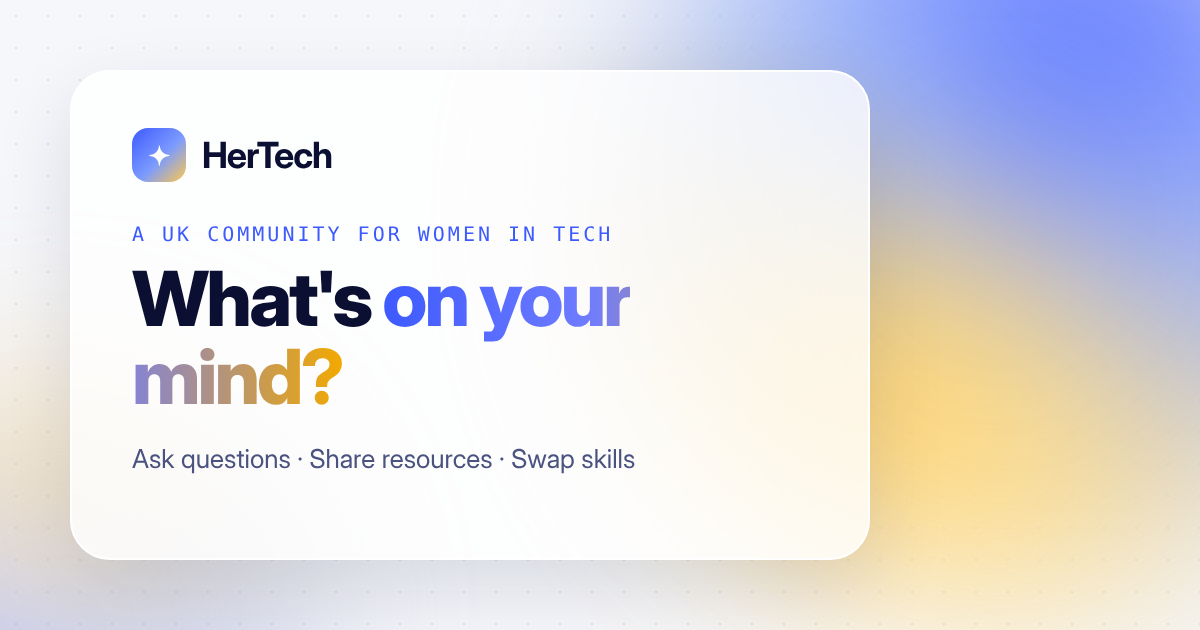 HerTech
A UK COMMUNITY FOR WOMEN IN TECH
What's on your
mind?
Ask questions · Share resources · Swap skills